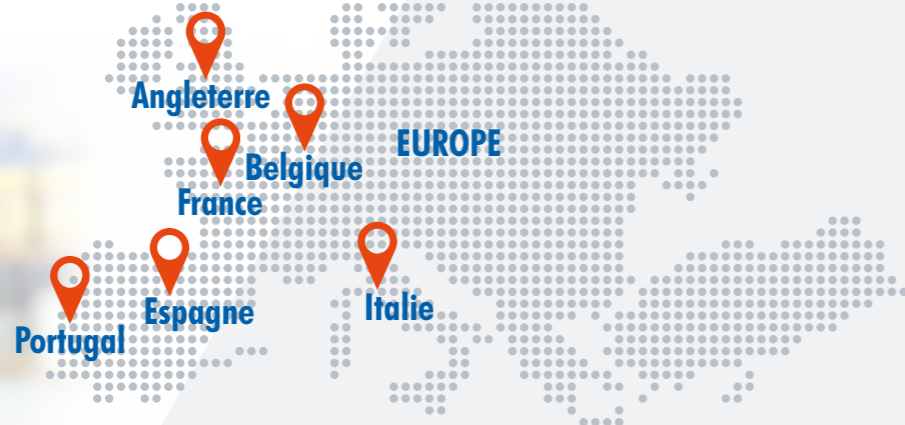 Angleterre
EUROPE
Belgique
France
Italie
Espagne
Portugal